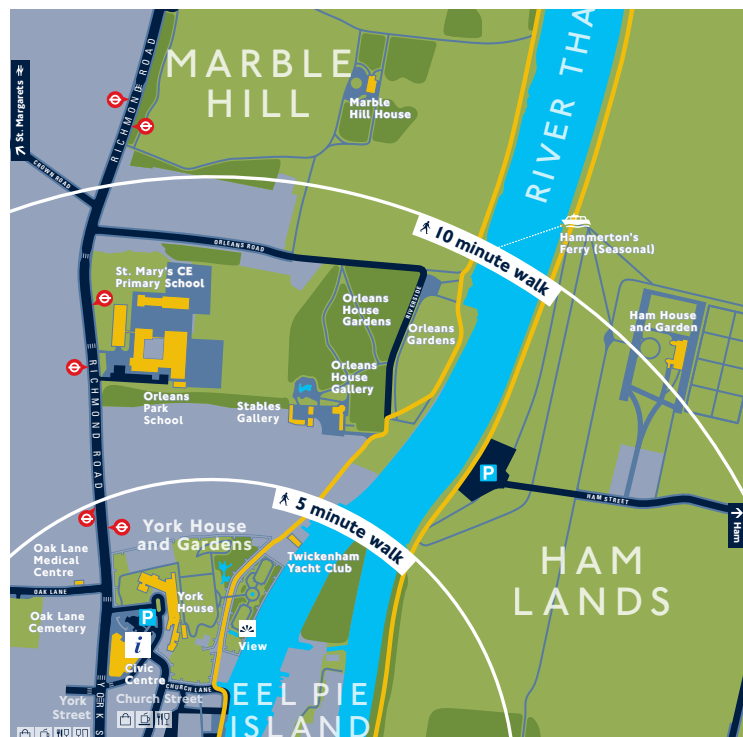 RIVER THA
MARBLE
HILL
St. Margarets
RICHMOND ROAD
Marble
Hill House
CROWN ROAD
10 minute walk
Hammerton's
Ferry (Seasonal)
ORLEANS ROAD
St. Mary's CE
Primary School
RIVERSIDE
Orleans
House
Gardens
Orleans
Gardens
Ham House
and Garden
RICHMOND ROAD
Orleans
House
Gallery
Orleans
Park
School
Stables
Gallery
P
HAM STREET
Ham
5 minute walk
York House
and Gardens
Twickenham
Yacht Club
Oak Lane
Medical
Centre
HAM
LANDS
OAK LANE
York
House
Oak Lane
Cemetery
P
i
View
Civic
Centre
CHURCH LANE
Church Street
York
Street
YORK S
EEL PIE
ISLAND